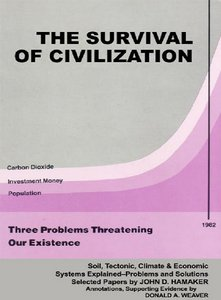 THE SURVIVAL
OF CIVILIZATION
Carbon Dioxide
Investment Money
Population
1982
Three Problems Threatening
Our Existence
Soil, Tectonic, Climate & Economic
Systems Explained–Problems and Solutions
Selected Papers by JOHN D. HAMAKER
Annotations, Supporting Evidence by
DONALD A. WEAVER